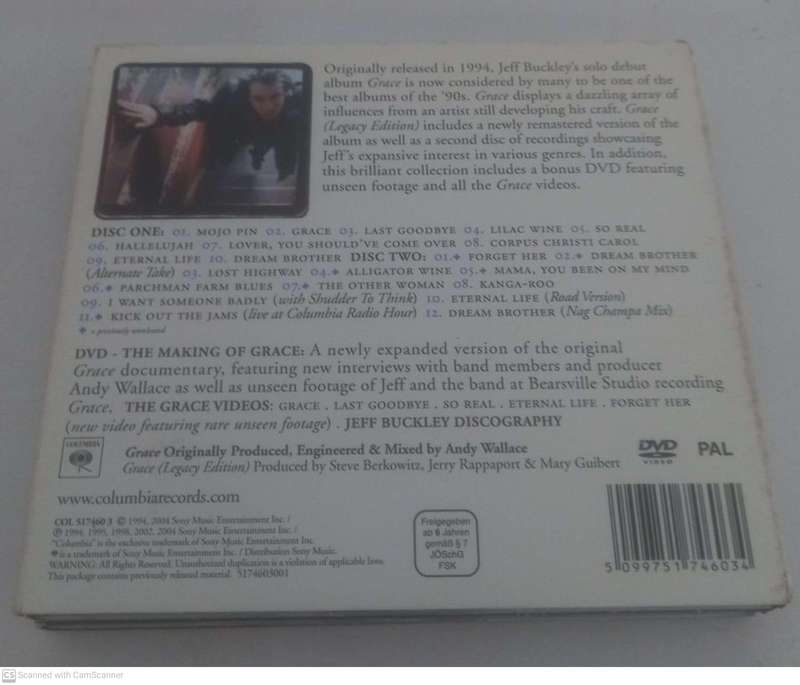 Originally released in 1994, Jeff Buckley's solo debut
album Grace is now considered by many to be one of the
best albums of the '90s. Grace displays a dazzling array of
influences from an artist still developing his craft. Grace
(Legacy Edition) includes a newly remastered version of the
album as well as a second disc of recordings showcasing
Jeff's expansive interest in various genres. In addition,
this brilliant collection includes a bonus DVD featuring
unseen footage and all the Grace videos.
DISC ONE: 01. MOJO PIN 02. GRACE 03. LAST GOODBYE 04. LILAC WINE 05. SO REAL
06. HALLELUJAH 07. LOVER, YOU SHOULD'VE COME OVER 08. CORPUS CHRISTI CAROL
09. ETERNAL LIFE 10. DREAM BROTHER DISC TWO: 01.◆ FORGET HER 02.◆ DREAM BROTHER
(Alternate Take) 03. LOST HIGHWAY 04.◆ ALLIGATOR WINE 05.◆ MAMA, YOU BEEN ON MY MIND
06.◆ PARCHMAN FARM BLUES 07.◆ THE OTHER WOMAN 08. KANGA-ROO
09. I WANT SOMEONE BADLY (with Shudder To Think) 10. ETERNAL LIFE (Road Version)
11.◆ KICK OUT THE JAMS (live at Columbia Radio Hour) 12. DREAM BROTHER (Nag Champa Mix)
◆ = previously unreleased
DVD - THE MAKING OF GRACE: A newly expanded version of the original
Grace documentary, featuring new interviews with band members and producer
Andy Wallace as well as unseen footage of Jeff and the band at Bearsville Studio recording
Grace. THE GRACE VIDEOS: GRACE . LAST GOODBYE . SO REAL . ETERNAL LIFE . FORGET HER
(new video featuring rare unseen footage) . JEFF BUCKLEY DISCOGRAPHY
COLUMBIA
Grace Originally Produced, Engineered & Mixed by Andy Wallace
Grace (Legacy Edition) Produced by Steve Berkowitz, Jerry Rappaport & Mary Guibert
DVD VIDEO
PAL
www.columbiarecords.com
COL 517460 3 © 1994, 2004 Sony Music Entertainment Inc. /
℗ 1994, 1995, 1998, 2002, 2004 Sony Music Entertainment Inc. /
"Columbia" is the exclusive trademark of Sony Music Entertainment Inc.
is a trademark of Sony Music Entertainment Inc. / Distribution Sony Music.
WARNING: All Rights Reserved. Unauthorized duplication is a violation of applicable laws.
This package contains previously released material. 5174603001
Freigegeben
ab 6 Jahren
gemäß § 7
JÖSchG
FSK
5 099751 746034
CS Scanned with CamScanner